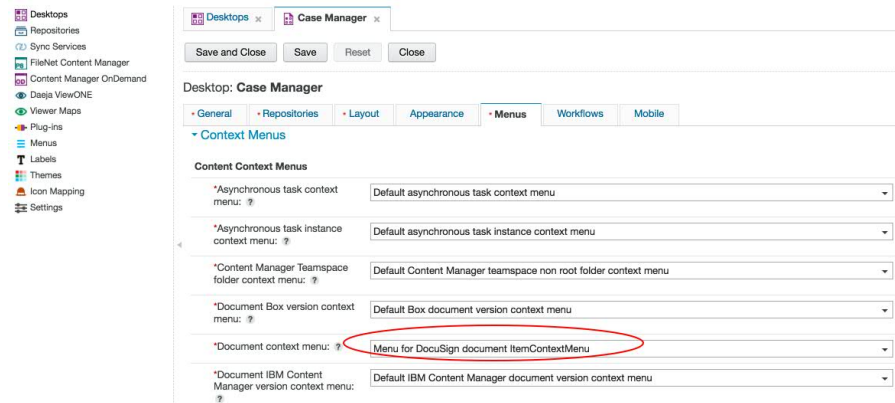 Desktops
Repositories
Sync Services
FileNet Content Manager
Content Manager OnDemand
Daeja ViewONE
Viewer Maps
Plug-ins
Menus
Labels
Themes
Icon Mapping
Settings
Desktops x Case Manager x
Save and Close Save Reset Close
Desktop: Case Manager
• General • Repositories • Layout Appearance • Menus Workflows Mobile
Context Menus
Content Context Menus
*Asynchronous task context
menu: ? Default asynchronous task context menu
*Asynchronous task instance
context menu: ? Default asynchronous task instance context menu
*Content Manager Teamspace
folder context menu: ? Default Content Manager teamspace non root folder context menu
*Document Box version context
menu: ? Default Box document version context menu
*Document context menu: ? Menu for DocuSign document ItemContextMenu
*Document IBM Content
Manager version context menu: Default IBM Content Manager document version context menu
?